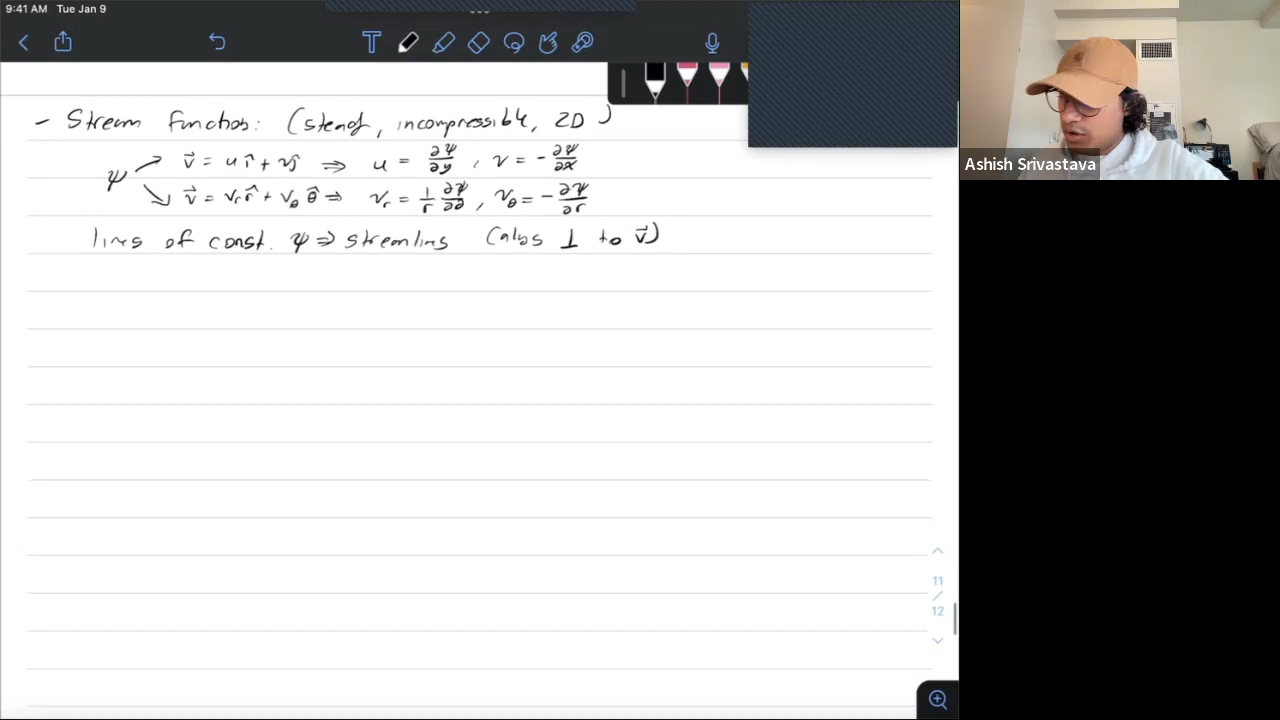 9:41 AM Tue Jan 9
- Stream function: (steady, incompressible, 2D)
ψ
v⃗ = u î + v ĵ ⇒ u = ∂ψ/∂y , v = -∂ψ/∂x
v⃗ = v_r r̂ + v_θ θ̂ ⇒ v_r = 1/r ∂ψ/∂θ , v_θ = -∂ψ/∂r
lines of const. ψ ⇒ streamlines (always ⊥ to v⃗)
Ashish Srivastava
11
/
12